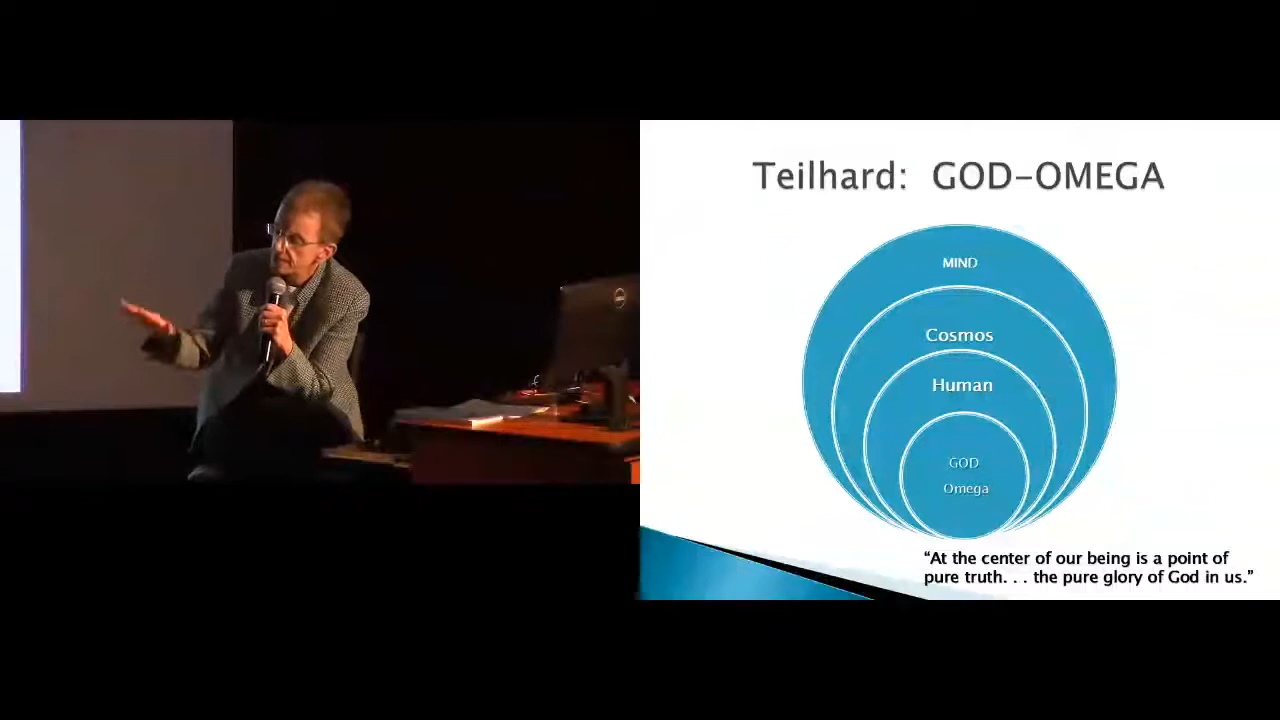 Teilhard: GOD-OMEGA
MIND
Cosmos
Human
GOD
Omega
“At the center of our being is a point of
pure truth. . . the pure glory of God in us.”